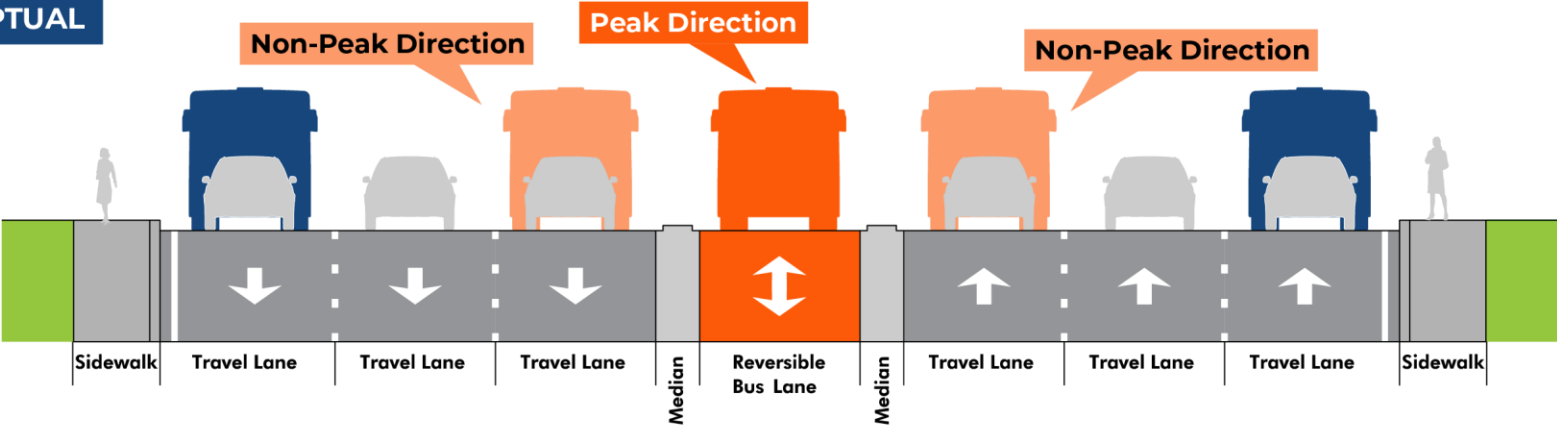 PTUAL
Non-Peak Direction
Peak Direction
Non-Peak Direction
Sidewalk
Travel Lane
Travel Lane
Travel Lane
Median
Reversible
Bus Lane
Median
Travel Lane
Travel Lane
Travel Lane
Sidewalk